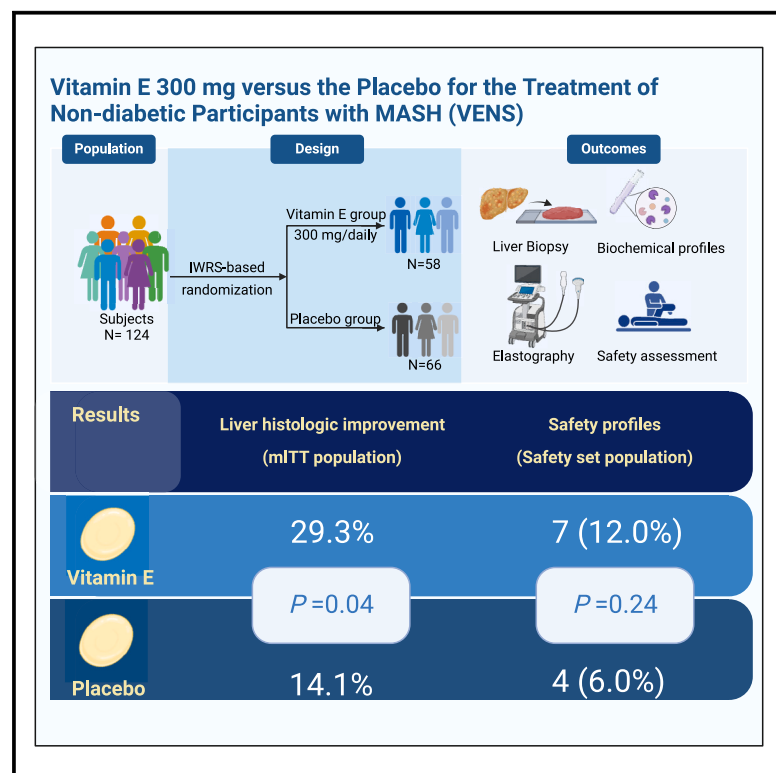 Vitamin E 300 mg versus the Placebo for the Treatment of
Non-diabetic Participants with MASH (VENS)
Population
Design
Outcomes
Subjects
N= 124
IWRS-based
randomization
Vitamin E group
300 mg/daily
N=58
Placebo group
N=66
Liver Biopsy
Biochemical profiles
Elastography
Safety assessment
Results
Liver histologic improvement
(mITT population)
Safety profiles
(Safety set population)
Vitamin E
29.3%
7 (12.0%)
P =0.04
P =0.24
Placebo
14.1%
4 (6.0%)